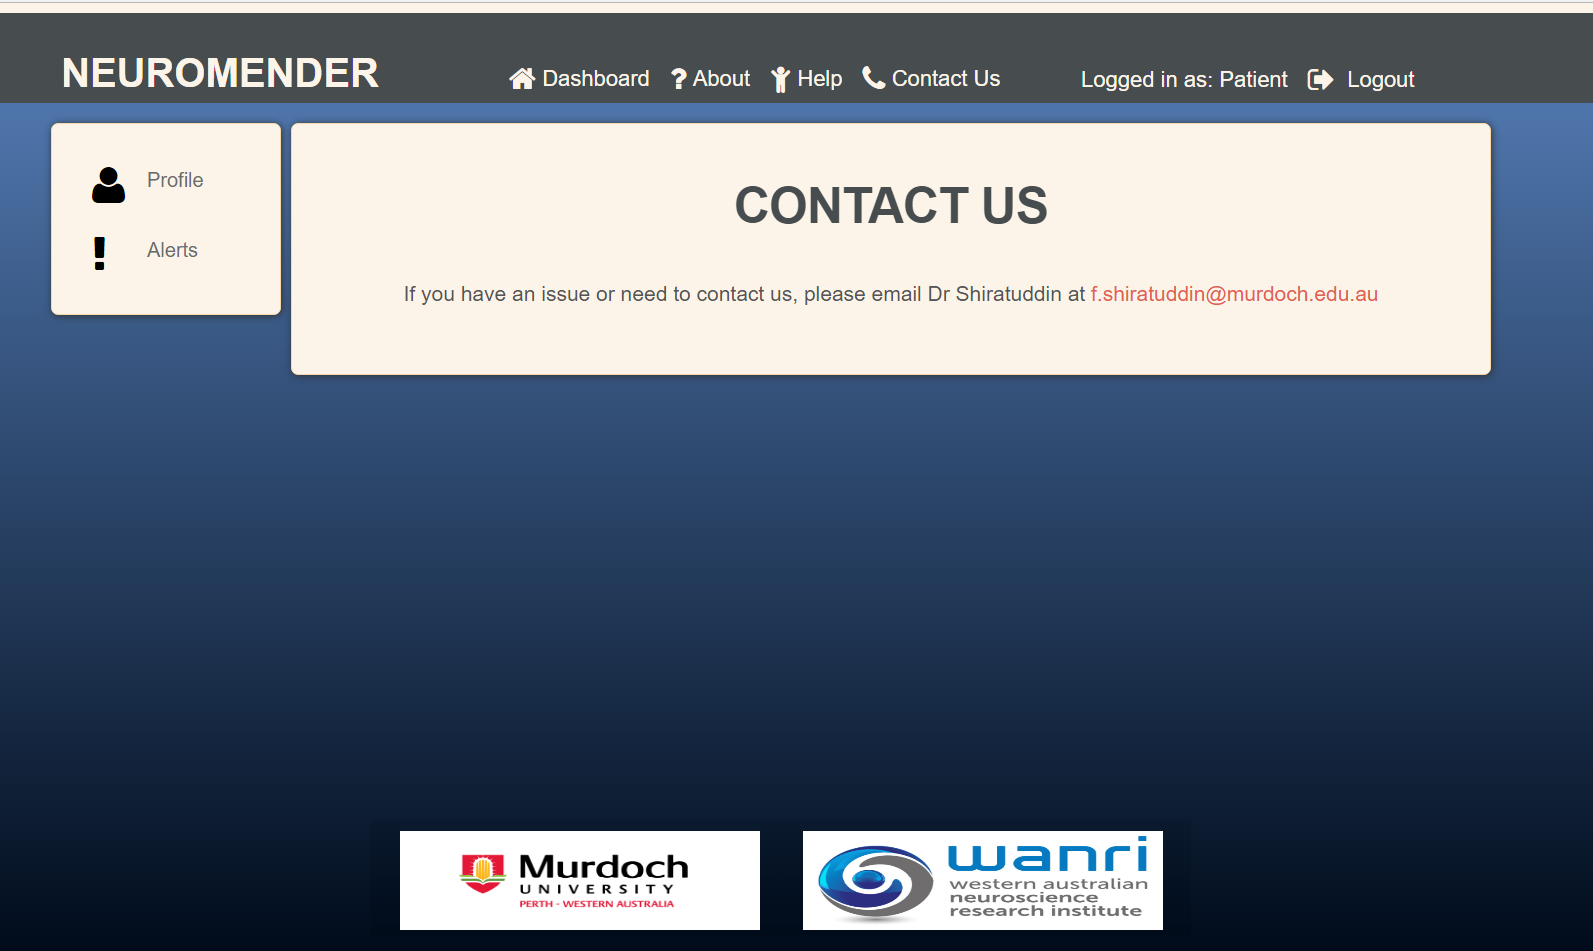 NEUROMENDER
Dashboard ? About Help Contact Us
Logged in as: Patient Logout
Profile
! Alerts
CONTACT US
If you have an issue or need to contact us, please email Dr Shiratuddin at f.shiratuddin@murdoch.edu.au
Murdoch
UNIVERSITY
PERTH - WESTERN AUSTRALIA
wanri
western australian
neuroscience
research institute